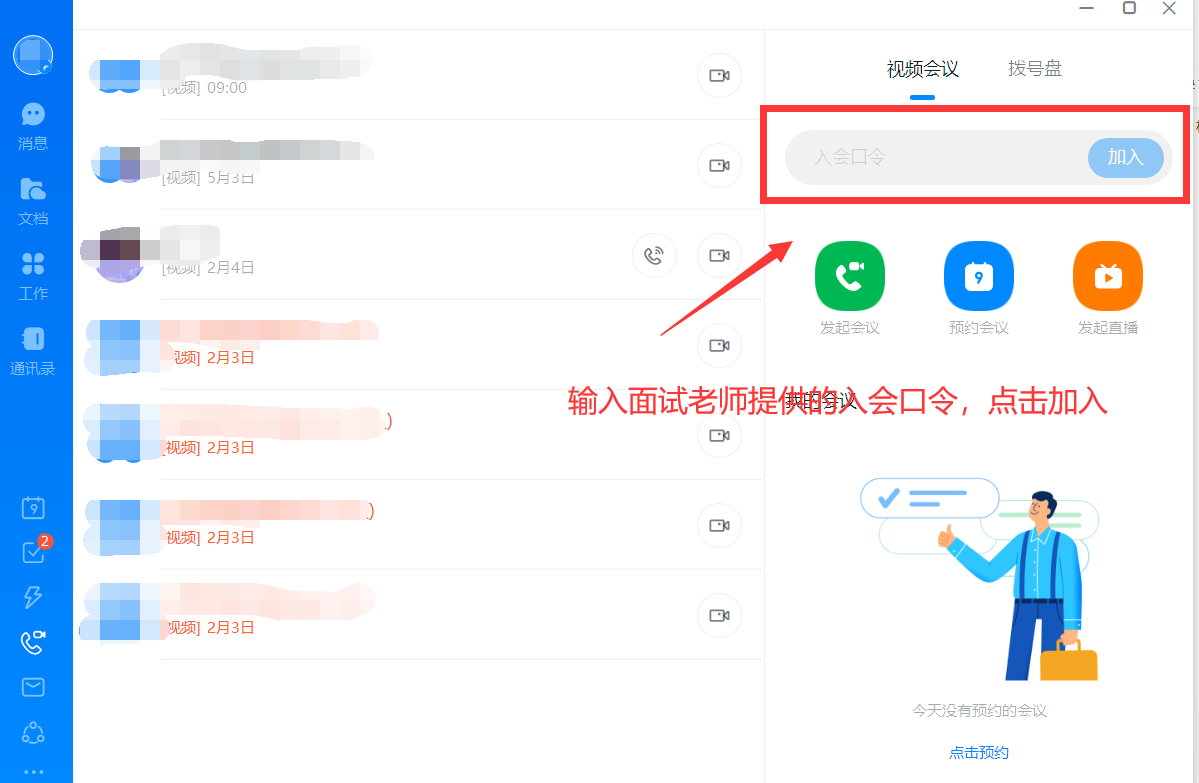 消息
文档
工作
通讯录
9
2
[视频] 09:00
[视频] 5月3日
[视频] 2月4日
视频] 2月3日
)
[视频] 2月3日
)
视频] 2月3日
视频] 2月3日
视频会议
拨号盘
入会口令
加入
9
发起会议
预约会议
发起直播
我的会议
输入面试老师提供的入会口令，点击加入
今天没有预约的会议
点击预约